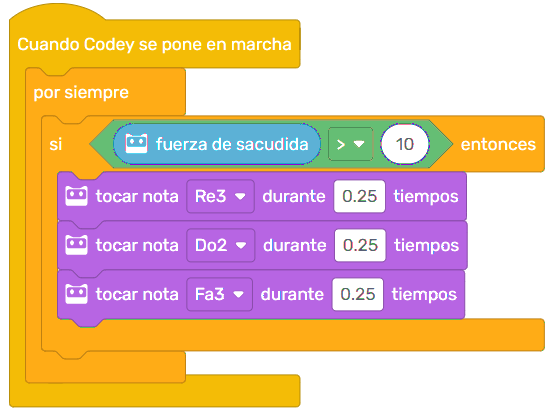 Cuando Codey se pone en marcha
por siempre
si fuerza de sacudida > 10 entonces
tocar nota Re3 durante 0.25 tiempos
tocar nota Do2 durante 0.25 tiempos
tocar nota Fa3 durante 0.25 tiempos